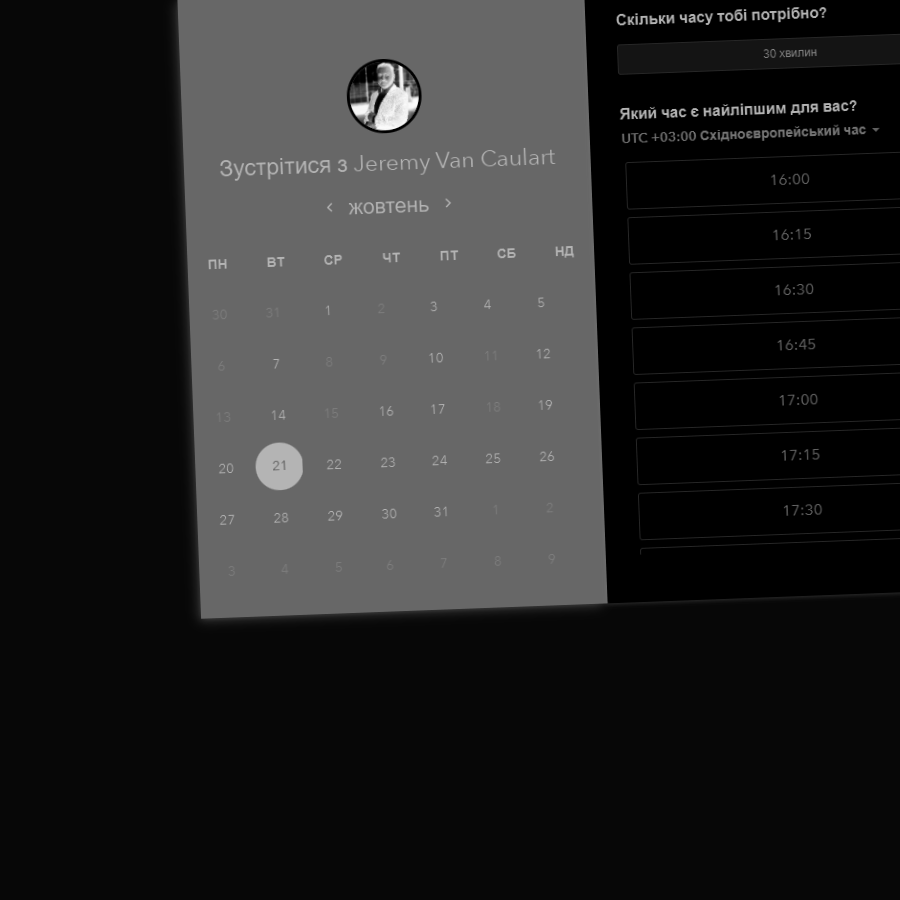 Зустрітися з Jeremy Van Caulart
‹ жовтень ›
ПН ВТ СР ЧТ ПТ СБ НД
30 31 1 2 3 4 5
6 7 8 9 10 11 12
13 14 15 16 17 18 19
20 21 22 23 24 25 26
27 28 29 30 31 1 2
3 4 5 6 7 8 9
Скільки часу тобі потрібно?
30 хвилин
Який час є найліпшим для вас?
UTC +03:00 Східноєвропейський час
16:00
16:15
16:30
16:45
17:00
17:15
17:30